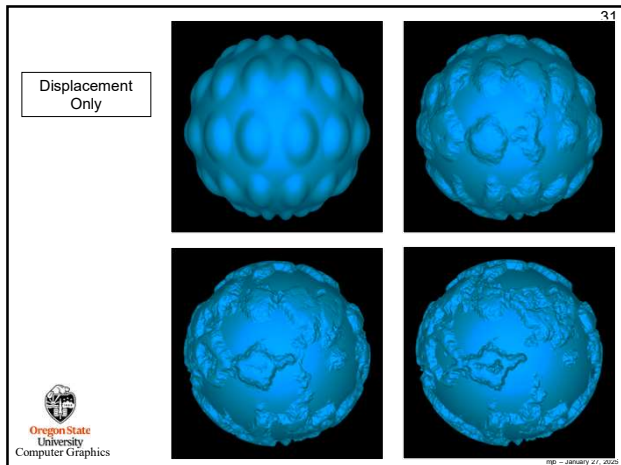 31
Displacement
Only
Oregon State
University
Computer Graphics
mjb – January 27, 2025